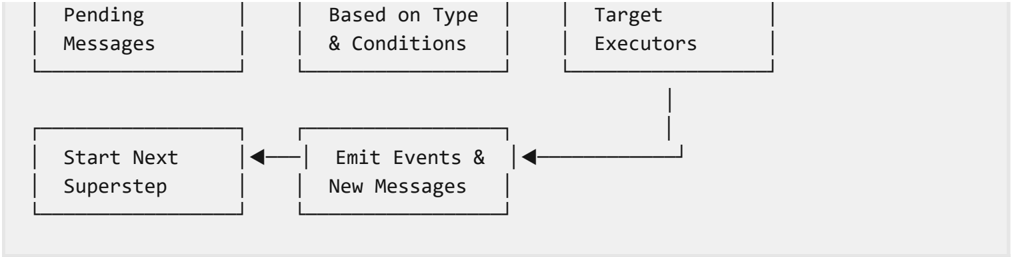 Pending Based on Type Target
Messages & Conditions Executors
Start Next Emit Events &
Superstep New Messages